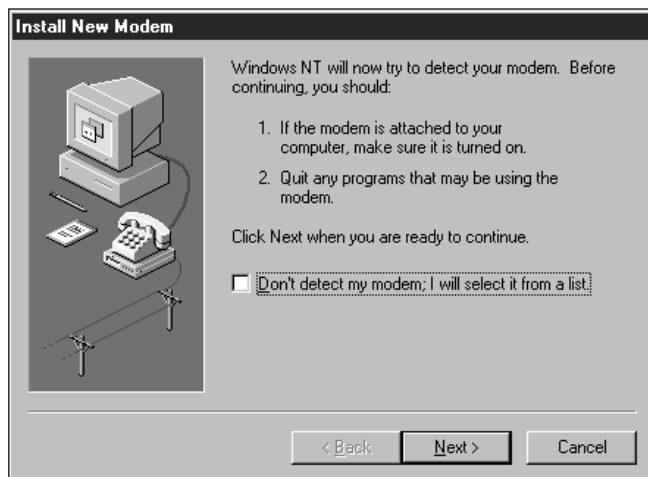 Install New Modem
Windows NT will now try to detect your modem. Before
continuing, you should:
1. If the modem is attached to your
computer, make sure it is turned on.
2. Quit any programs that may be using the
modem.
Click Next when you are ready to continue.
Don't detect my modem; I will select it from a list.
< Back
Next >
Cancel